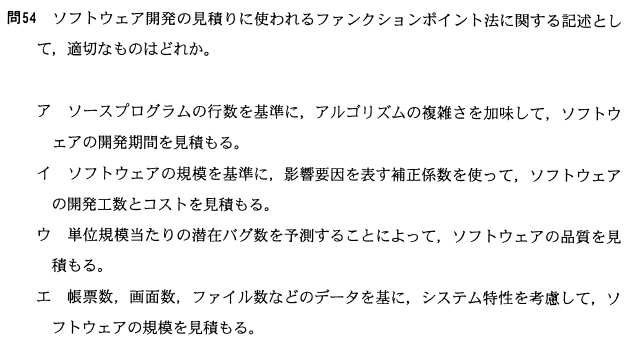 問54 ソフトウェア開発の見積りに使われるファンクションポイント法に関する記述とし
て，適切なものはどれか。
ア ソースプログラムの行数を基準に，アルゴリズムの複雑さを加味して，ソフトウ
ェアの開発期間を見積もる。
イ ソフトウェアの規模を基準に，影響要因を表す補正係数を使って，ソフトウェア
の開発工数とコストを見積もる。
ウ 単位規模当たりの潜在バグ数を予測することによって，ソフトウェアの品質を見
積もる。
エ 帳票数，画面数，ファイル数などのデータを基に，システム特性を考慮して，ソ
フトウェアの規模を見積もる。